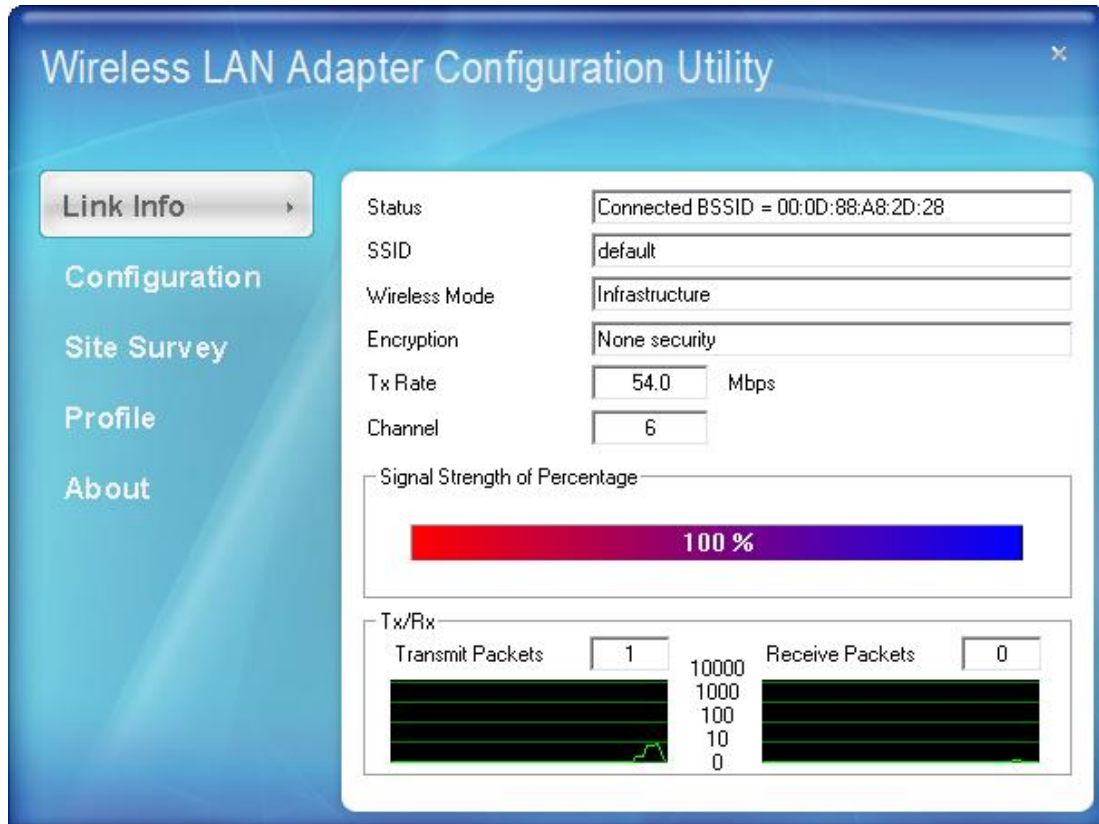 Wireless LAN Adapter Configuration Utility
Link Info
Configuration
Site Survey
Profile
About
Status Connected BSSID = 00:0D:88:A8:2D:28
SSID default
Wireless Mode Infrastructure
Encryption None security
Tx Rate 54.0 Mbps
Channel 6
Signal Strength of Percentage
100 %
Tx/Rx
Transmit Packets 1 Receive Packets 0
10000
1000
100
10
0